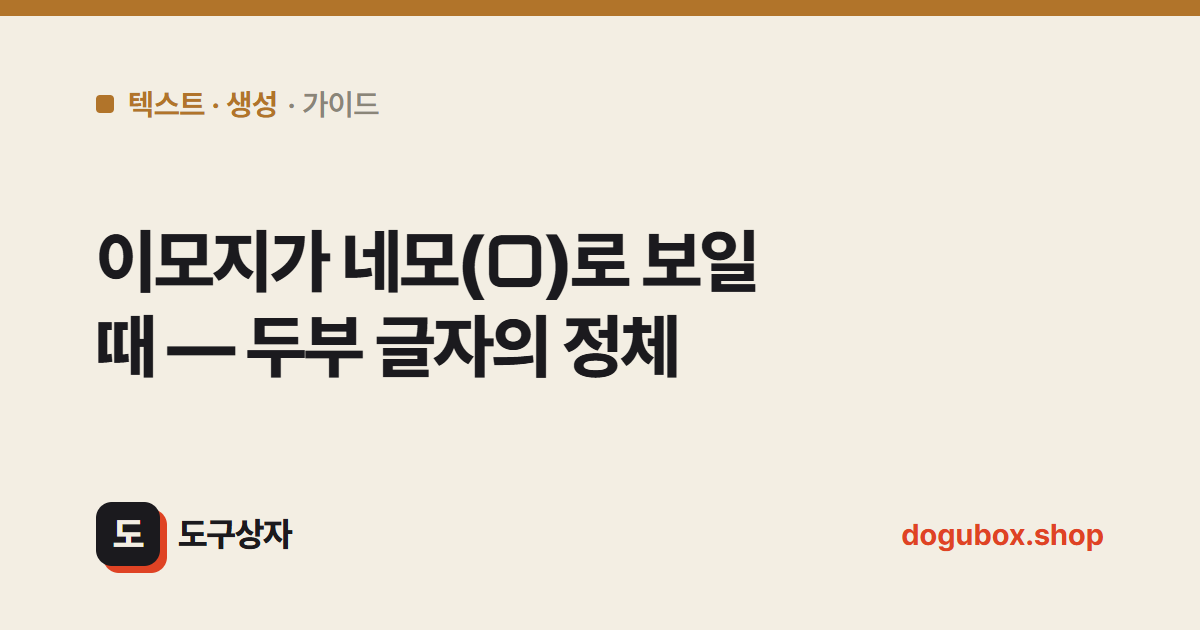 텍스트 · 생성 · 가이드
이모지가 네모(□)로 보일
때 — 두부 글자의 정체
도 도구상자
dogubox.shop